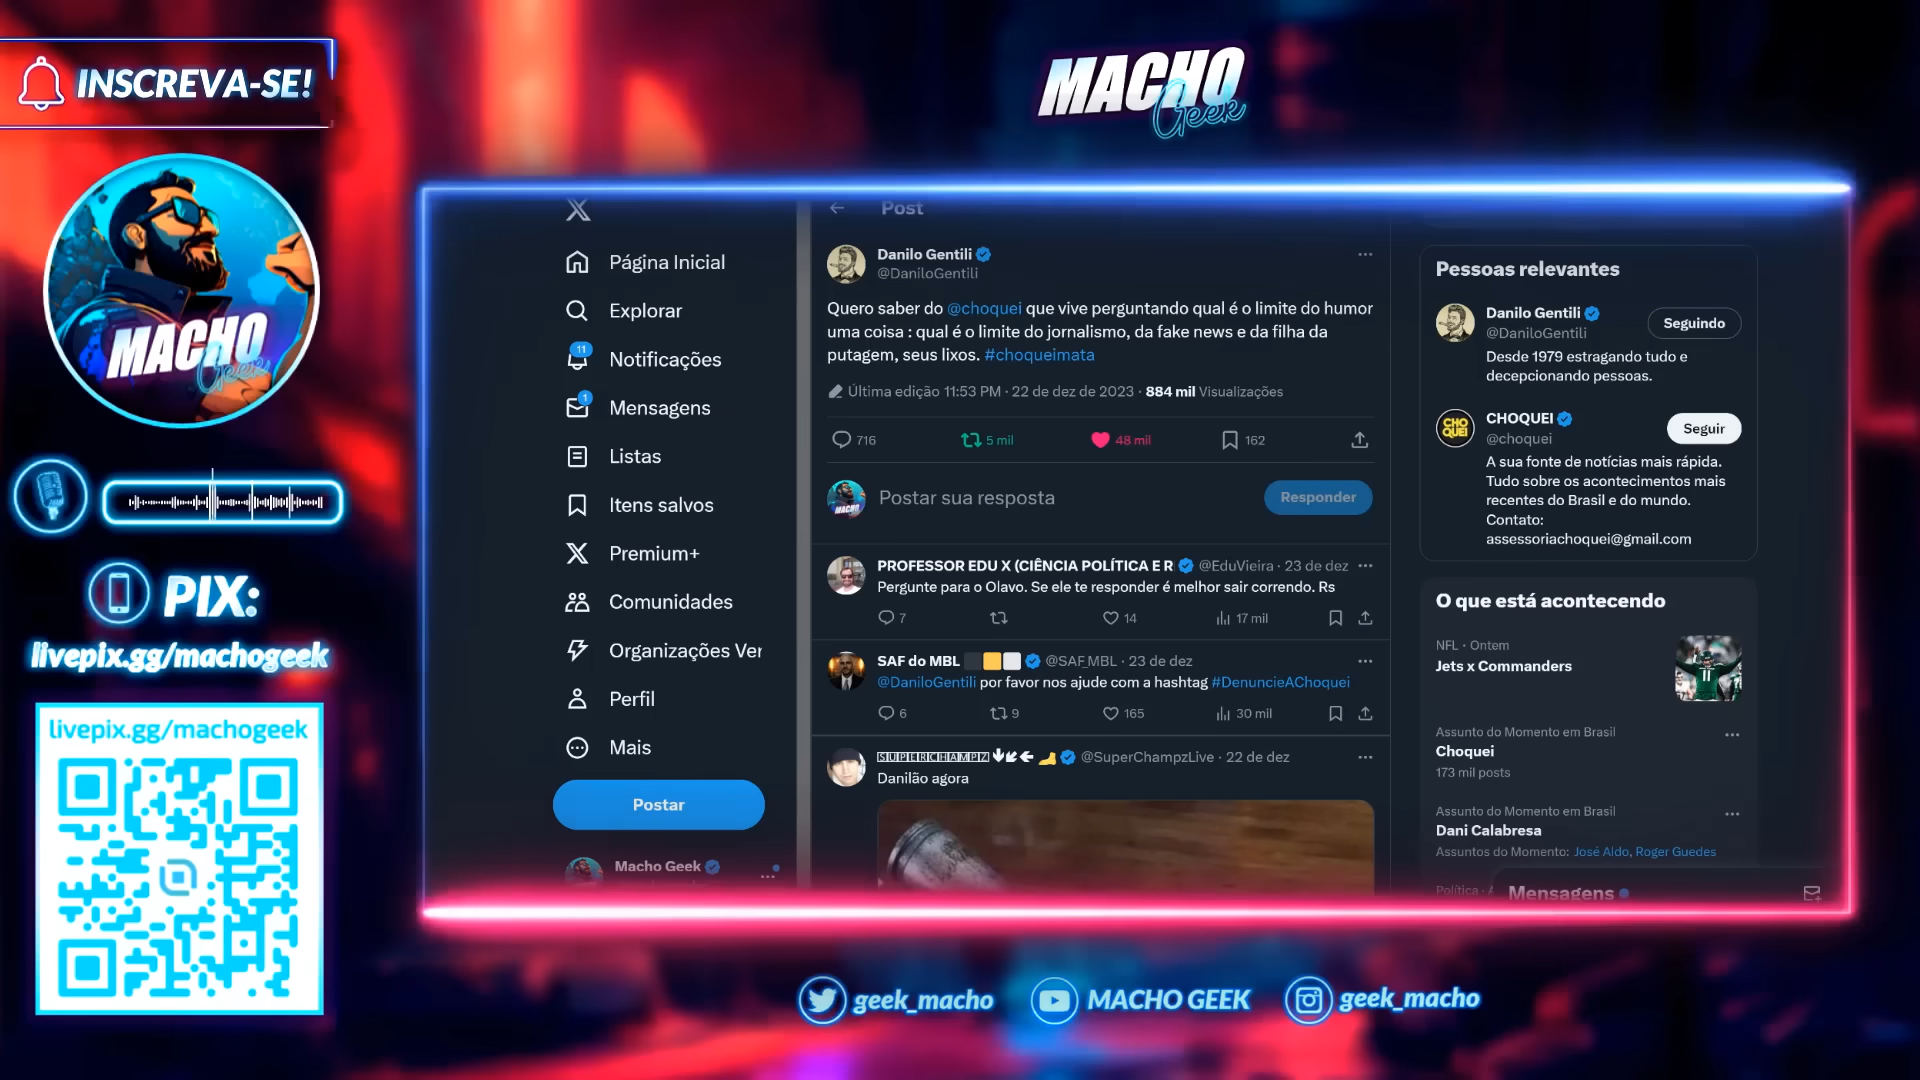 INSCREVA-SE!
MACHO
Geek
MACHO
Geek
PIX:
livepix.gg/machogeek
livepix.gg/machogeek
Página Inicial
Explorar
11
Notificações
1
Mensagens
Listas
Itens salvos
Premium+
Comunidades
Organizações Ver
Perfil
Mais
Postar
Macho Geek
Post
Danilo Gentili
@DaniloGentili
Quero saber do @choquei que vive perguntando qual é o limite do humor
uma coisa : qual é o limite do jornalismo, da fake news e da filha da
putagem, seus lixos. #choqueimata
Última edição 11:53 PM · 22 de dez de 2023 · 884 mil Visualizações
716 5 mil 48 mil 162
MACHO
Postar sua resposta
Responder
PROFESSOR EDU X (CIÊNCIA POLÍTICA E R @EduVieira · 23 de dez
Pergunte para o Olavo. Se ele te responder é melhor sair correndo. Rs
7 14 17 mil
SAF do MBL @SAF_MBL · 23 de dez
@DaniloGentili por favor nos ajude com a hashtag #DenuncieAChoquei
6 9 165 30 mil
SUPERCHAMPZ @SuperChampzLive · 22 de dez
Danilão agora
Pessoas relevantes
Danilo Gentili
@DaniloGentili
Seguindo
Desde 1979 estragando tudo e
decepcionando pessoas.
CHO
QUEI
CHOQUEI
@choquei
Seguir
A sua fonte de notícias mais rápida.
Tudo sobre os acontecimentos mais
recentes do Brasil e do mundo.
Contato:
assessoriachoquei@gmail.com
O que está acontecendo
NFL · Ontem
Jets x Commanders
Assunto do Momento em Brasil
Choquei
173 mil posts
Assunto do Momento em Brasil
Dani Calabresa
Assuntos do Momento: José Aldo, Roger Guedes
Política · A
Mensagens
geek_macho
MACHO GEEK
geek_macho